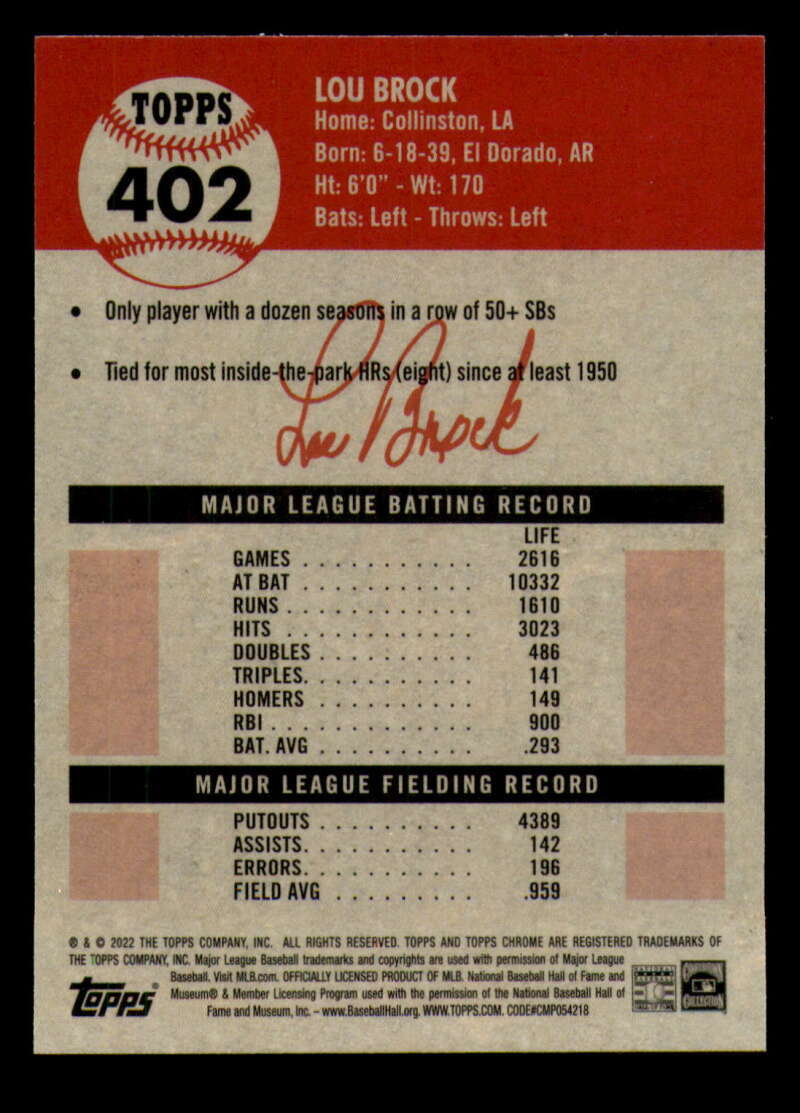 TOPPS
402
LOU BROCK
Home: Collinston, LA
Born: 6-18-39, El Dorado, AR
Ht: 6'0" - Wt: 170
Bats: Left - Throws: Left
• Only player with a dozen seasons in a row of 50+ SBs
• Tied for most inside-the-park HRs (eight) since at least 1950
Lou Brock
MAJOR LEAGUE BATTING RECORD
LIFE
GAMES . . . . . . . . . . . 2616
AT BAT . . . . . . . . . . . 10332
RUNS . . . . . . . . . . . . 1610
HITS . . . . . . . . . . . . 3023
DOUBLES . . . . . . . . . . 486
TRIPLES. . . . . . . . . . . 141
HOMERS . . . . . . . . . . 149
RBI . . . . . . . . . . . . . 900
BAT. AVG . . . . . . . . . . .293
MAJOR LEAGUE FIELDING RECORD
PUTOUTS . . . . . . . . . . 4389
ASSISTS. . . . . . . . . . . 142
ERRORS. . . . . . . . . . . 196
FIELD AVG . . . . . . . . . .959
® & © 2022 THE TOPPS COMPANY, INC. ALL RIGHTS RESERVED. TOPPS AND TOPPS CHROME ARE REGISTERED TRADEMARKS OF
THE TOPPS COMPANY, INC. Major League Baseball trademarks and copyrights are used with permission of Major League
Baseball. Visit MLB.com. OFFICIALLY LICENSED PRODUCT OF MLB. National Baseball Hall of Fame and
Museum® & Member Licensing Program used with the permission of the National Baseball Hall of
Fame and Museum, Inc. – www.BaseballHall.org. WWW.TOPPS.COM. CODE#CMP054218
Topps